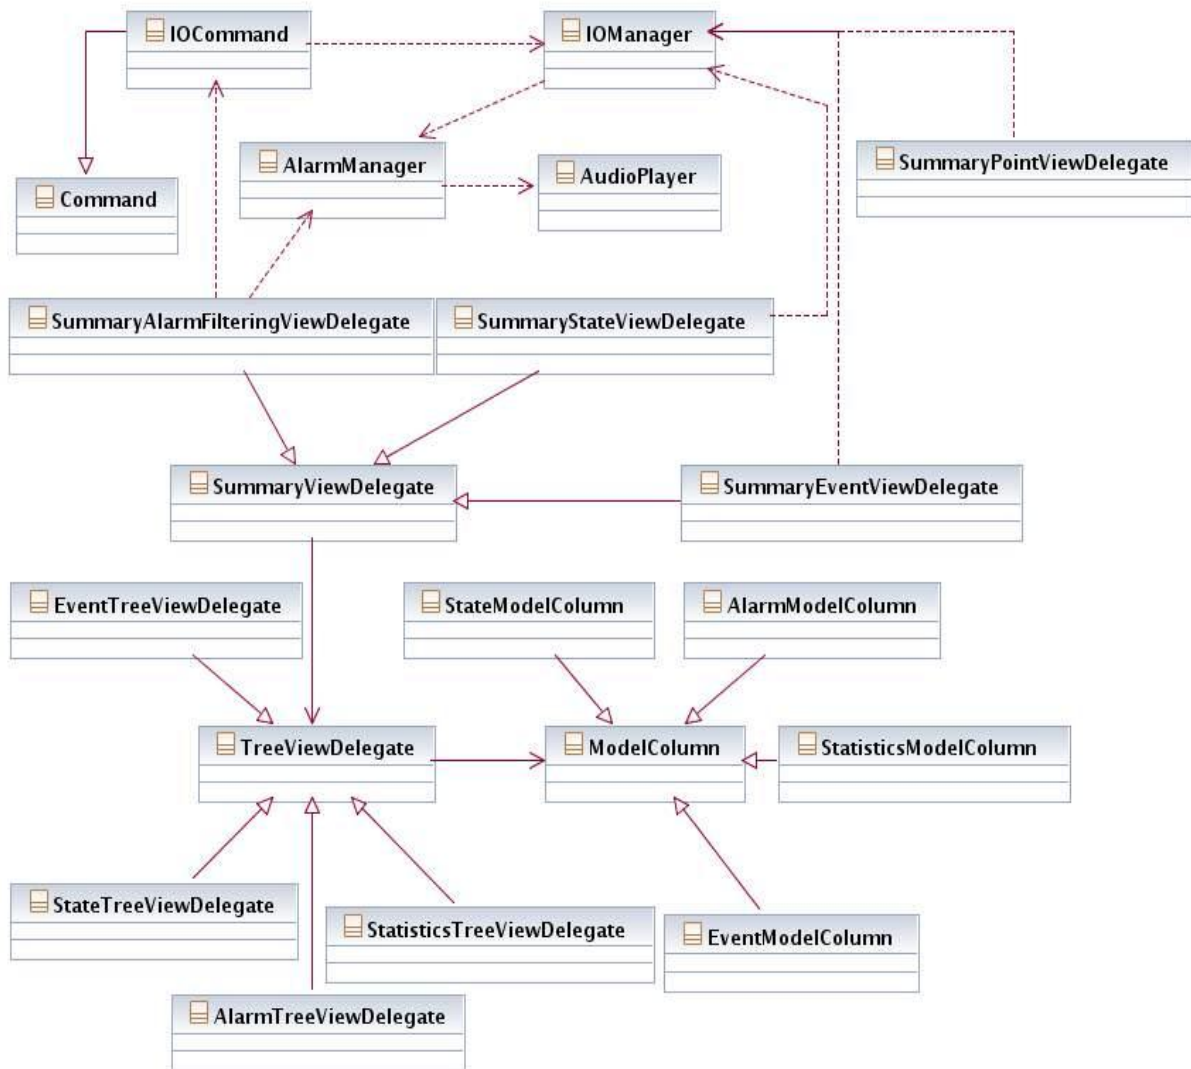 IOCommand
IOManager
AlarmManager
AudioPlayer
SummaryPointViewDelegate
Command
SummaryAlarmFilteringViewDelegate
SummaryStateViewDelegate
SummaryViewDelegate
SummaryEventViewDelegate
EventTreeViewDelegate
StateModelColumn
AlarmModelColumn
TreeViewDelegate
ModelColumn
StatisticsModelColumn
StateTreeViewDelegate
StatisticsTreeViewDelegate
EventModelColumn
AlarmTreeViewDelegate